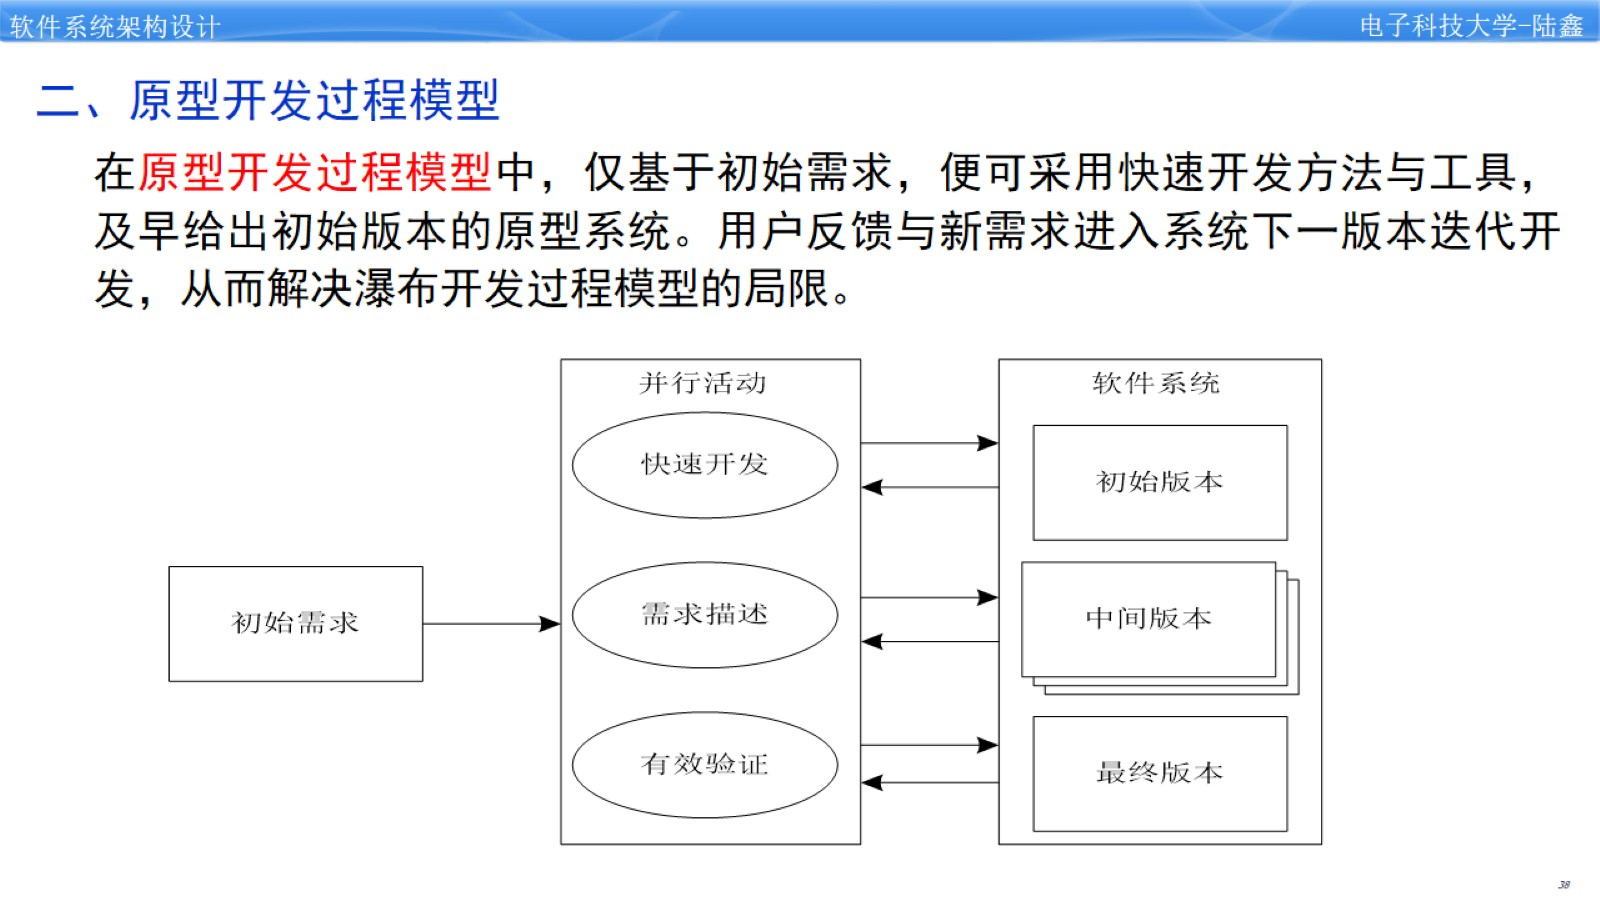 软件系统架构设计
电子科技大学-陆鑫
二、原型开发过程模型
在原型开发过程模型中，仅基于初始需求，便可采用快速开发方法与工具，
及早给出初始版本的原型系统。用户反馈与新需求进入系统下一版本迭代开
发，从而解决瀑布开发过程模型的局限。
并行活动
软件系统
快速开发
初始版本
初始需求
需求描述
中间版本
有效验证
最终版本
38